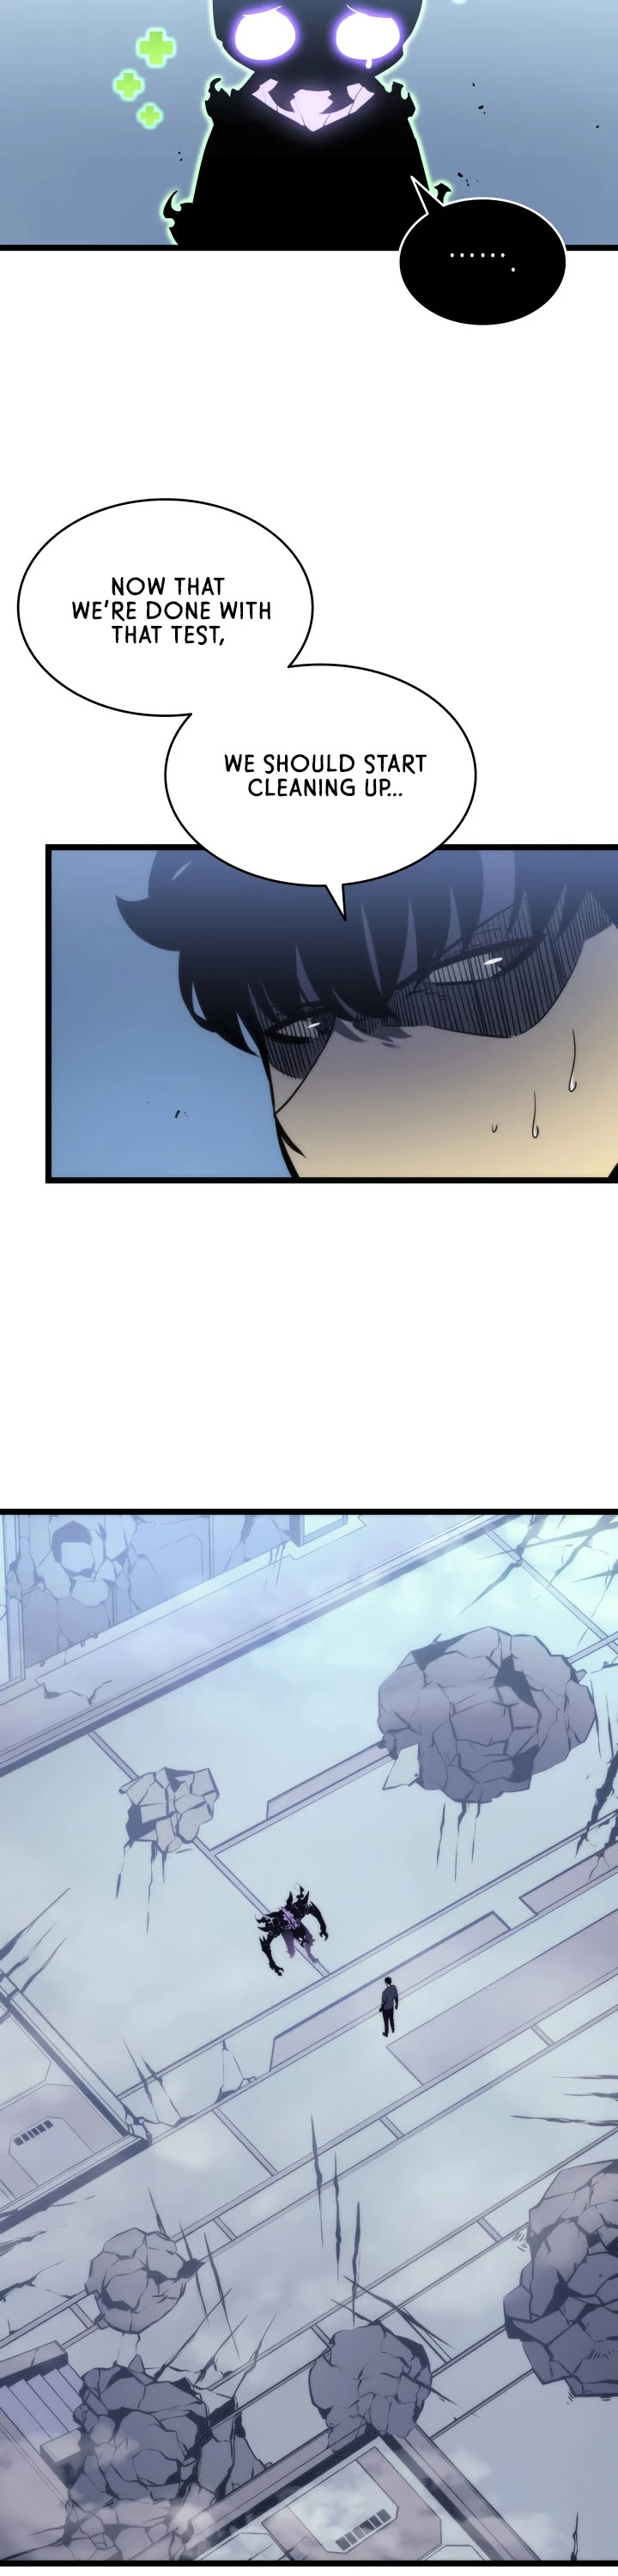 .......
NOW THAT
WE'RE DONE WITH
THAT TEST,
WE SHOULD START
CLEANING UP...